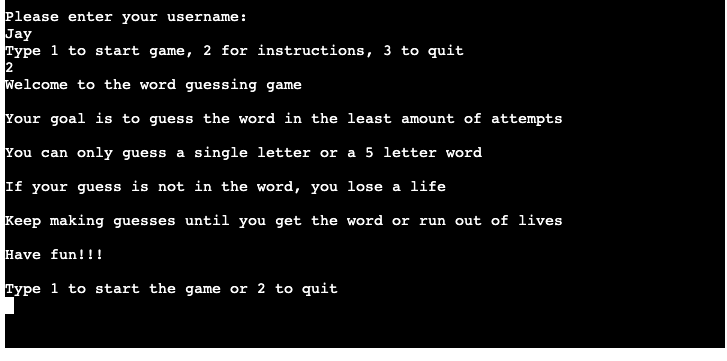 Please enter your username:
Jay
Type 1 to start game, 2 for instructions, 3 to quit
2
Welcome to the word guessing game
Your goal is to guess the word in the least amount of attempts
You can only guess a single letter or a 5 letter word
If your guess is not in the word, you lose a life
Keep making guesses until you get the word or run out of lives
Have fun!!!
Type 1 to start the game or 2 to quit